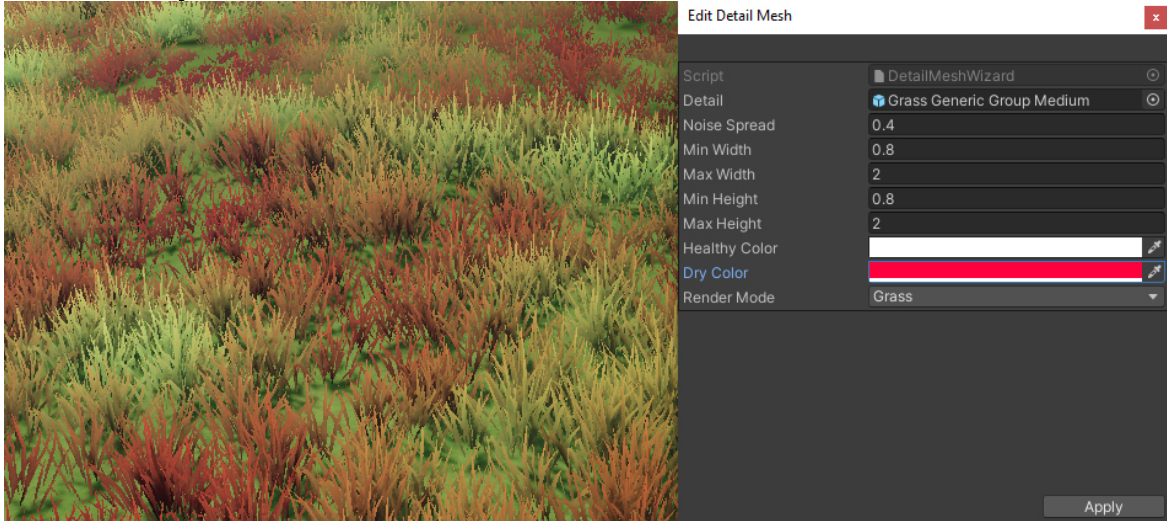 Edit Detail Mesh
x
Script DetailMeshWizard
Detail Grass Generic Group Medium
Noise Spread 0.4
Min Width 0.8
Max Width 2
Min Height 0.8
Max Height 2
Healthy Color
Dry Color
Render Mode Grass
Apply